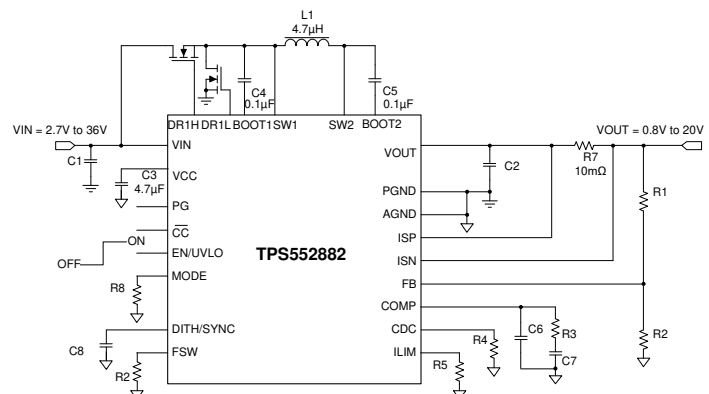 L1
4.7µH
C4
0.1µF
C5
0.1µF
DR1H DR1L BOOT1 SW1
SW2 BOOT2
VIN = 2.7V to 36V
C1
VIN
C3
4.7µF
VCC
PG
CC
ON
OFF
EN/UVLO
MODE
R8
DITH/SYNC
C8
FSW
R2
TPS552882
VOUT
C2
R7
10mΩ
VOUT = 0.8V to 20V
PGND
AGND
ISP
ISN
FB
R1
COMP
CDC
ILIM
R4
R5
C6
R3
C7
R2